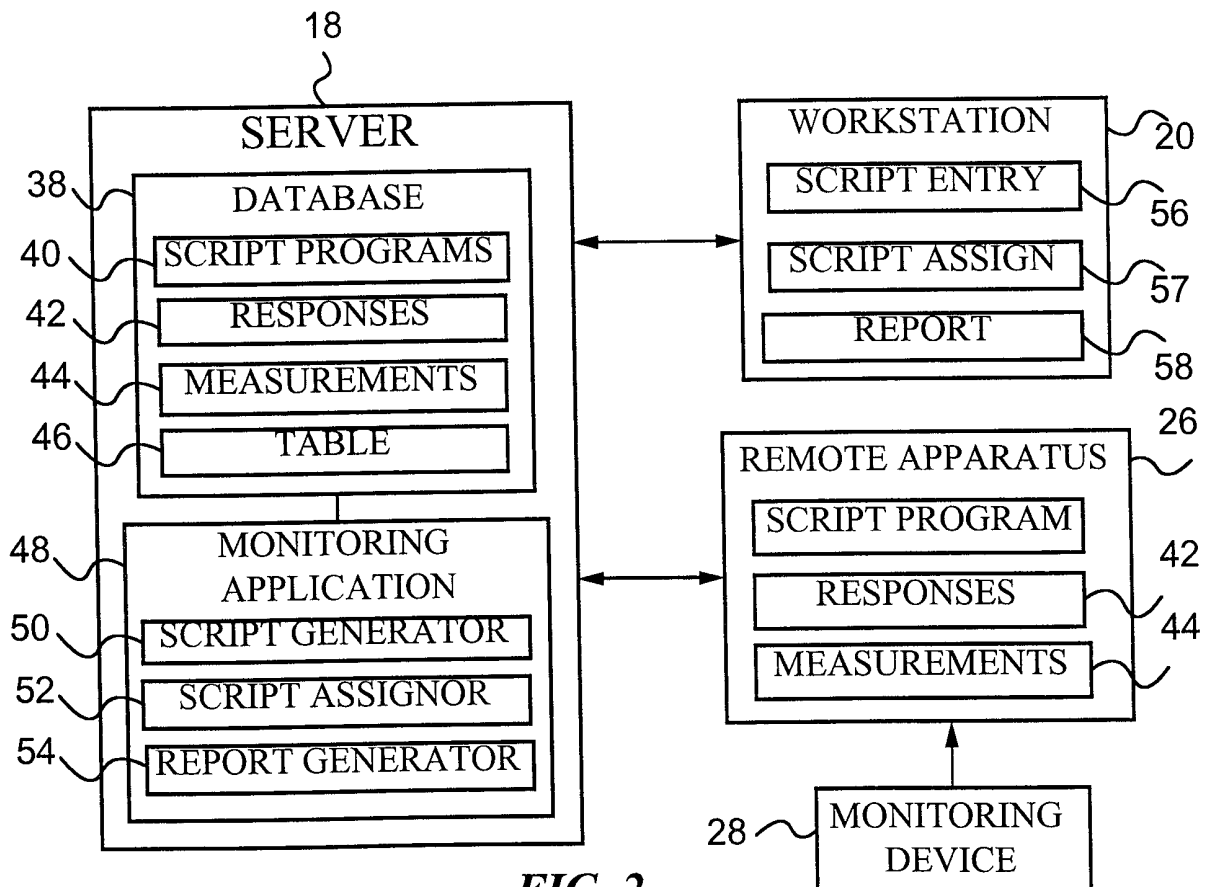 18
SERVER
38
DATABASE
40
SCRIPT PROGRAMS
42
RESPONSES
44
MEASUREMENTS
46
TABLE
48
MONITORING
APPLICATION
50
SCRIPT GENERATOR
52
SCRIPT ASSIGNOR
54
REPORT GENERATOR
WORKSTATION
20
SCRIPT ENTRY
56
SCRIPT ASSIGN
57
REPORT
58
26
REMOTE APPARATUS
SCRIPT PROGRAM
42
RESPONSES
44
MEASUREMENTS
28
MONITORING
DEVICE
FIG. 2